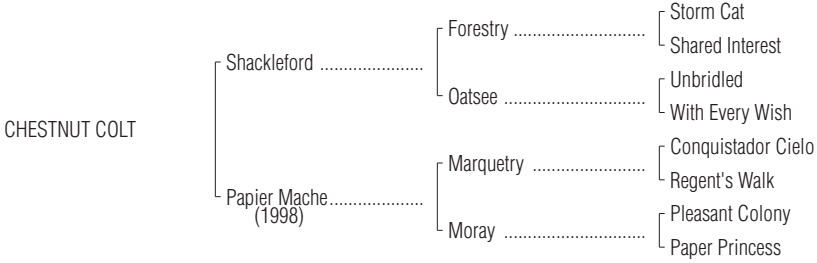 Storm Cat
Forestry ............................
Shared Interest
Shackleford ......................
Unbridled
Oatsee ..............................
With Every Wish
CHESTNUT COLT
Conquistador Cielo
Marquetry ........................
Regent's Walk
Papier Mache....................
(1998)
Pleasant Colony
Moray ..............................
Paper Princess